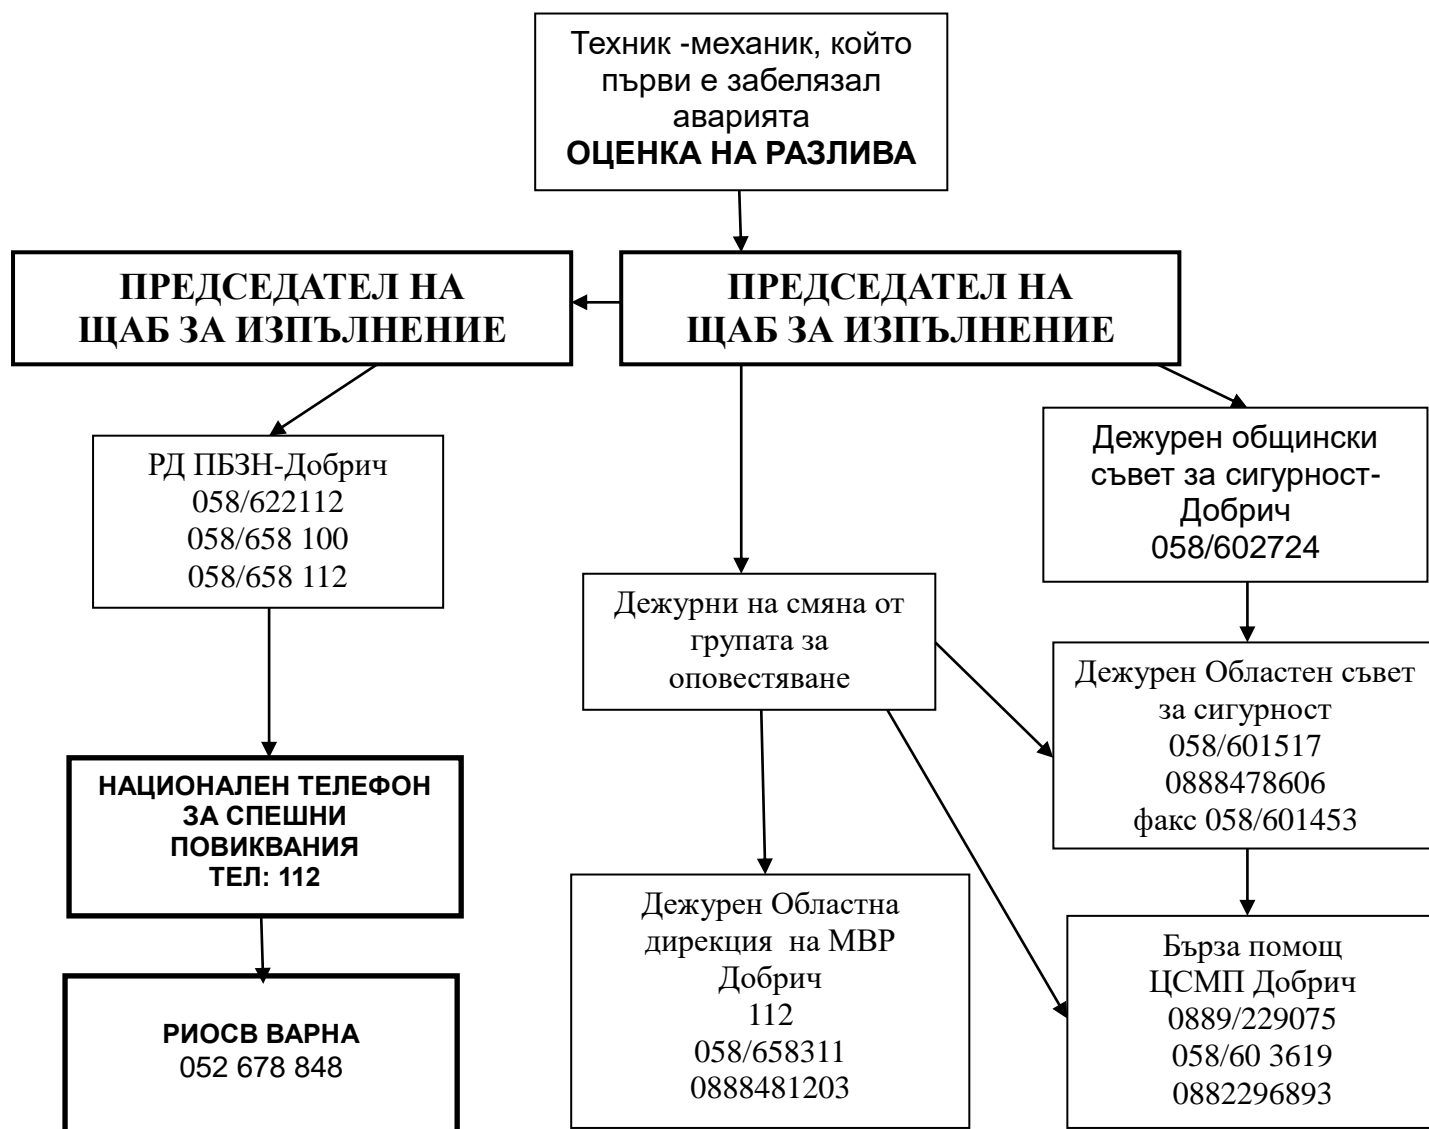 Техник -механик, който
първи е забелязал
аварията
ОЦЕНКА НА РАЗЛИВА
ПРЕДСЕДАТЕЛ НА
ЩАБ ЗА ИЗПЪЛНЕНИЕ
ПРЕДСЕДАТЕЛ НА
ЩАБ ЗА ИЗПЪЛНЕНИЕ
РД ПБЗН-Добрич
058/622112
058/658 100
058/658 112
Дежурен общински
съвет за сигурност-
Добрич
058/602724
Дежурни на смяна от
групата за
оповестяване
Дежурен Областен съвет
за сигурност
058/601517
0888478606
факс 058/601453
НАЦИОНАЛЕН ТЕЛЕФОН
ЗА СПЕШНИ
ПОВИКВАНИЯ
ТЕЛ: 112
Дежурен Областна
дирекция на МВР
Добрич
112
058/658311
0888481203
Бърза помощ
ЦСМП Добрич
0889/229075
058/60 3619
0882296893
РИОСВ ВАРНА
052 678 848